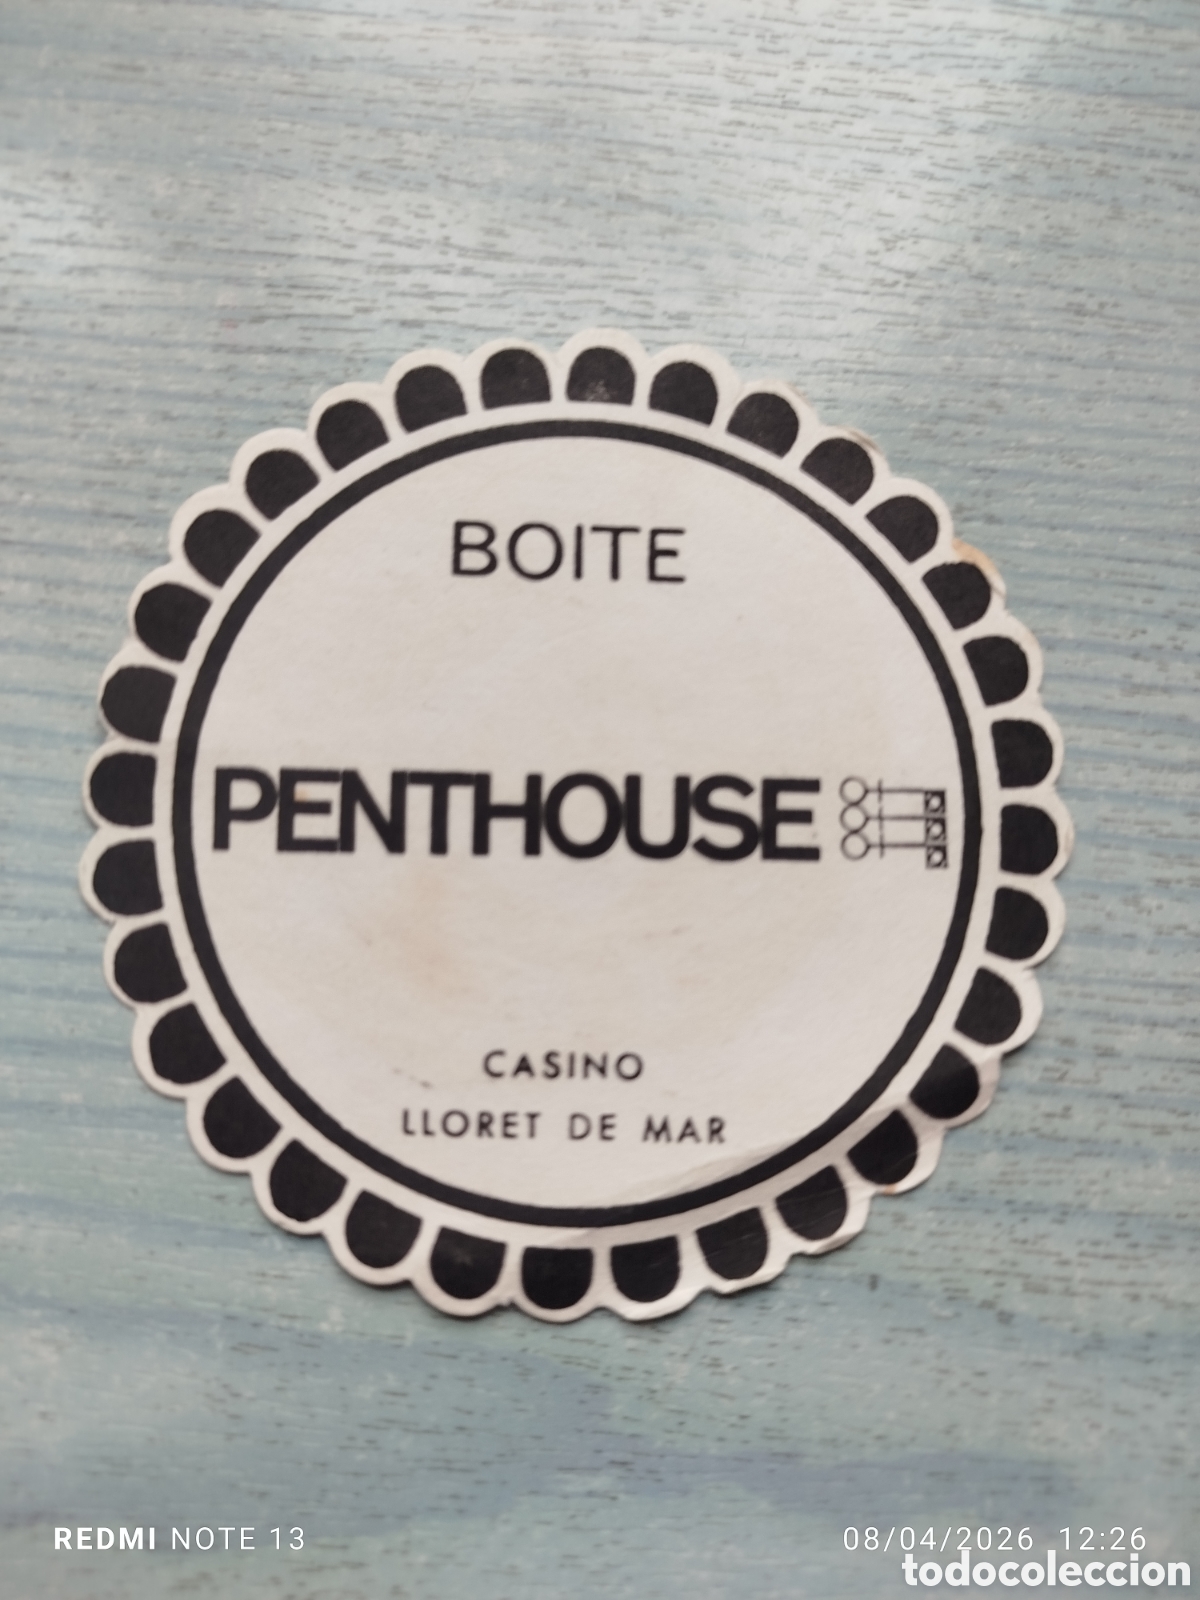 BOITE
PENTHOUSE
CASINO
LLORET DE MAR
REDMI NOTE 13
08/04/2026 12:26
todocoleccion